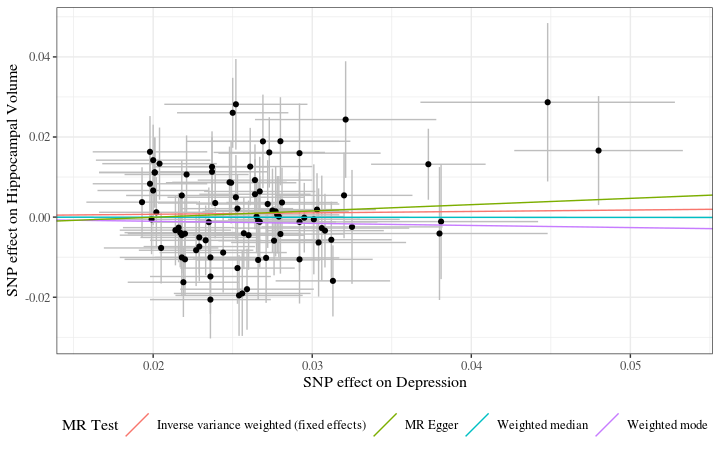 SNP effect on Hippocampal Volume
0.04
0.02
0.00
-0.02
0.02 0.03 0.04 0.05
SNP effect on Depression
MR Test Inverse variance weighted (fixed effects) MR Egger Weighted median Weighted mode